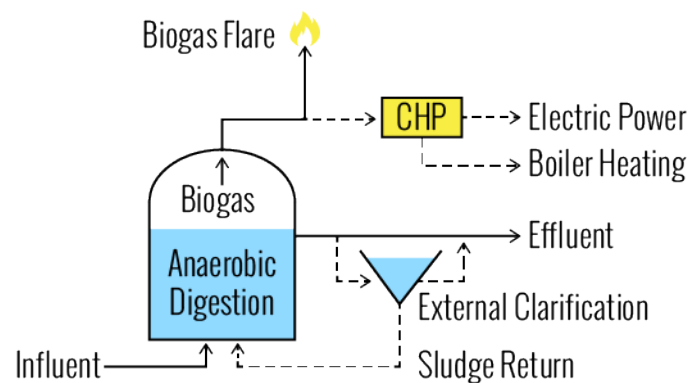 Biogas Flare
CHP
Electric Power
Boiler Heating
Biogas
Effluent
Anaerobic
Digestion
External Clarification
Influent
Sludge Return